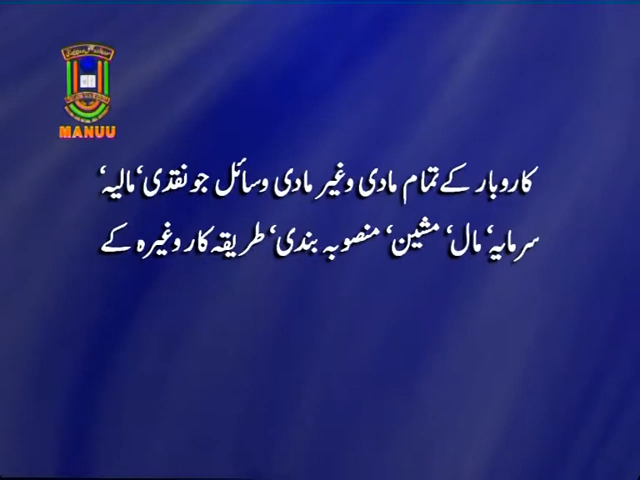 MANUU
کاروبار کے تمام مادی و غیر مادی وسائل جو نقدی‘ مالیہ‘
سرمایہ‘ مال‘ مشین‘ منصوبہ بندی‘ طریقہ کار وغیرہ کے